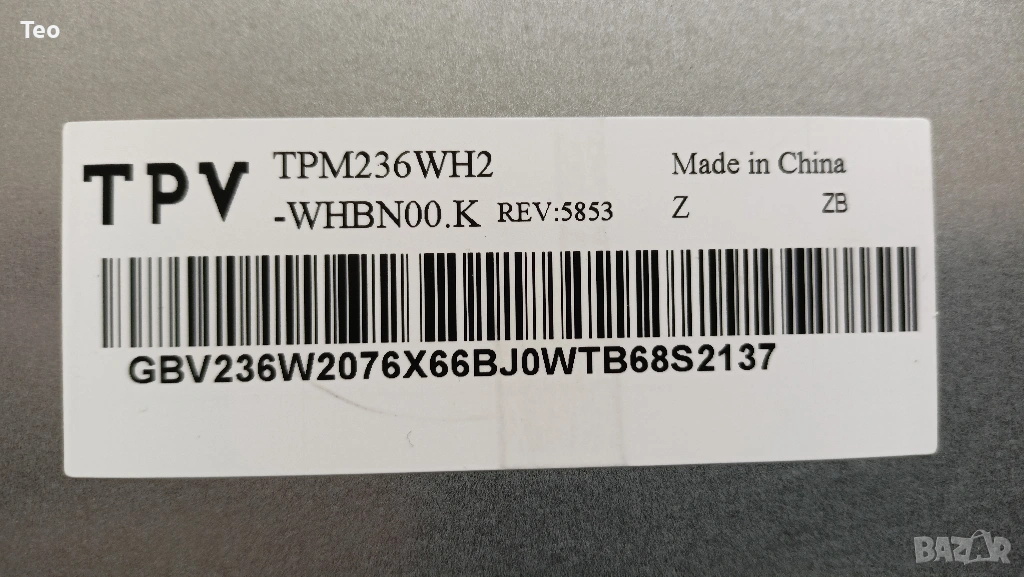 Teo
TPV
TPM236WH2
-WHBN00.K REV:5853
Made in China
Z ZB
GBV236W2076X66BJ0WTB68S2137
BAZAR